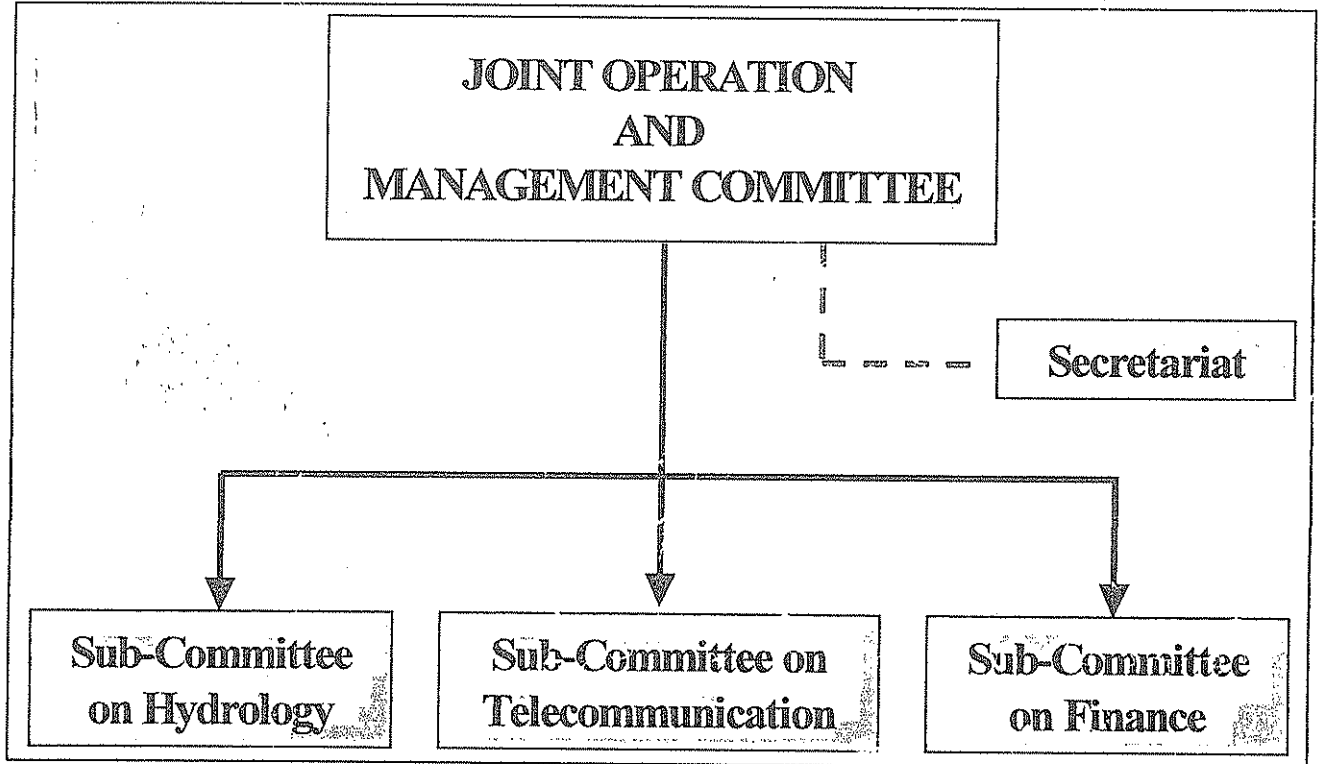 JOINT OPERATION
AND
MANAGEMENT COMMITTEE
Secretariat
Sub-Committee
on Hydrology
Sub-Committee on
Telecommunication
Sub-Committee
on Finance